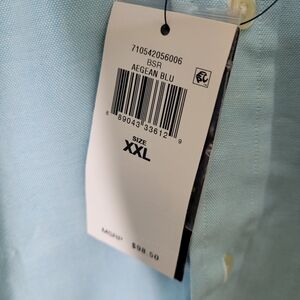 710542056006
BSR
AEGEAN BLU
8 89043 33612 9
SIZE
XXL
MSRP $98.50